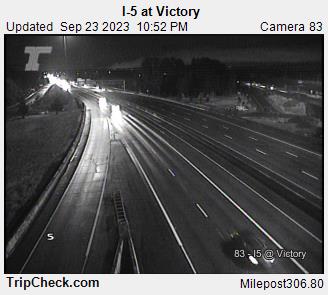 I-5 at Victory
Updated Sep 23 2023 10:52 PM Camera 83
S
83 - I5 @ Victory
TripCheck.com Milepost306.80